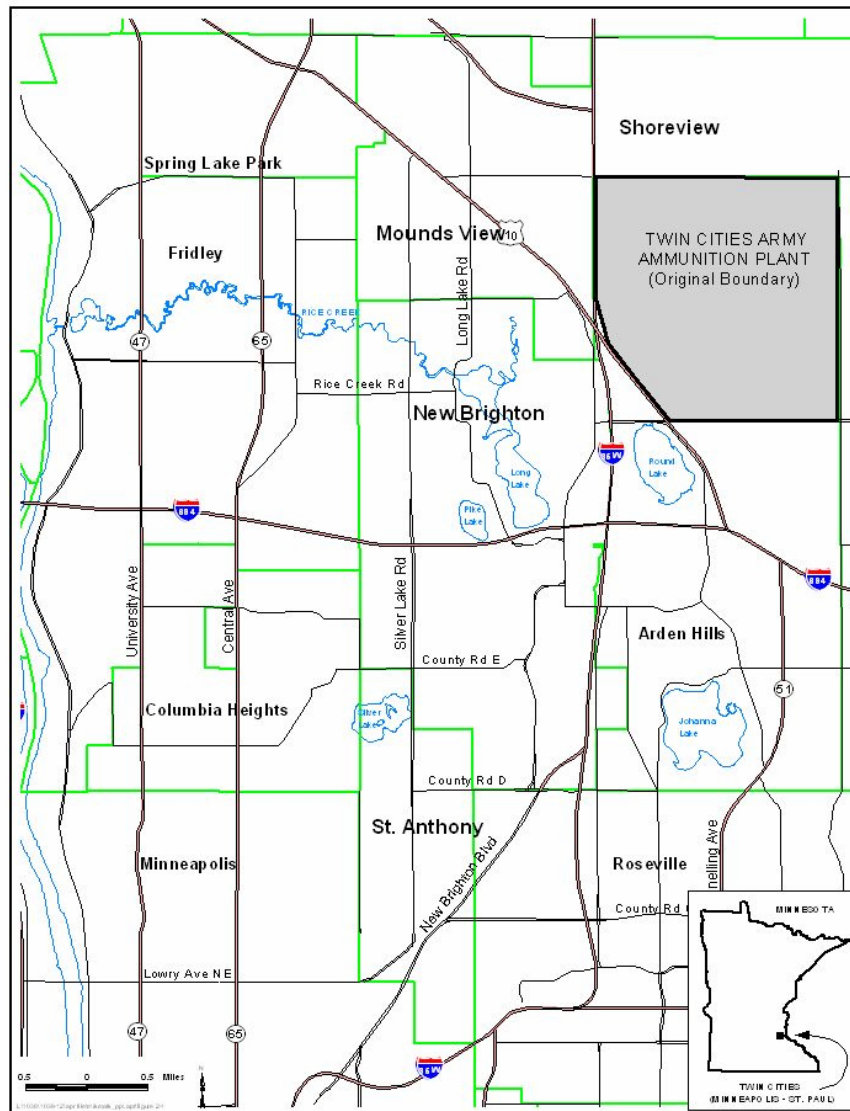 Shoreview
Spring Lake Park
TWIN CITIES ARMY
AMMUNITION PLANT
(Original Boundary)
Mounds View
10
Fridley
Long Lake Rd
RICE CREEK
47
65
Rice Creek Rd
New Brighton
35W
Round
Lake
Long
Lake
Pike
Lake
694
University Ave
Central Ave
Silver Lake Rd
694
Arden Hills
County Rd E
51
Columbia Heights
Silver
Lake
Johanna
Lake
County Rd D
St. Anthony
Minneapolis
New Brighton Blvd
Roseville
nelling Ave
County Rd
MINNESOTA
Lowry Ave NE
47
65
35W
0.5 0 0.5 Miles
N
TWIN CITIES
(MINNEAPOLIS - ST. PAUL)